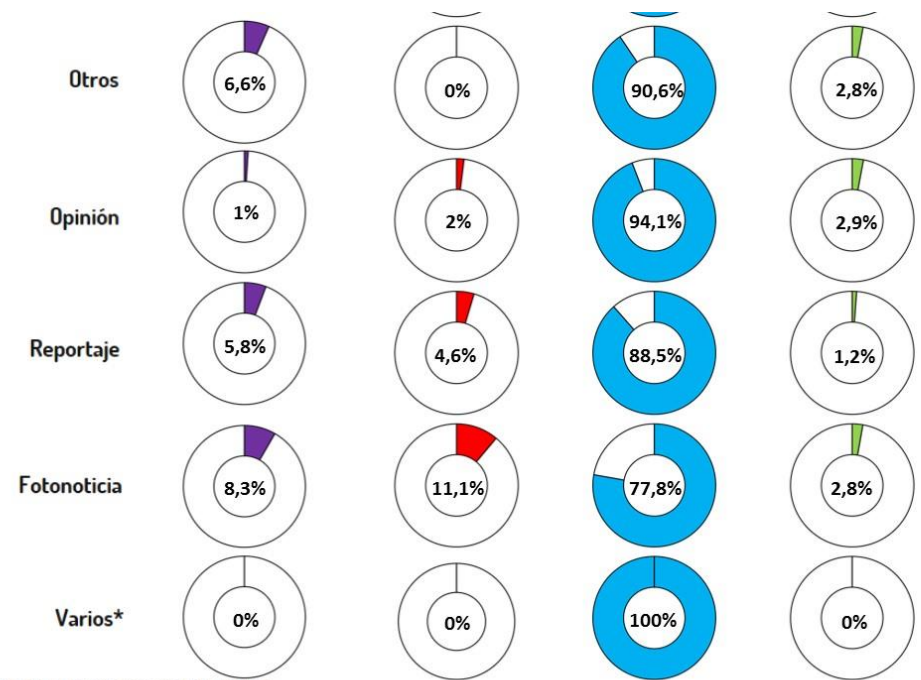 Otros 6,6% 0% 90,6% 2,8%
Opinión 1% 2% 94,1% 2,9%
Reportaje 5,8% 4,6% 88,5% 1,2%
Fotonoticia 8,3% 11,1% 77,8% 2,8%
Varios* 0% 0% 100% 0%